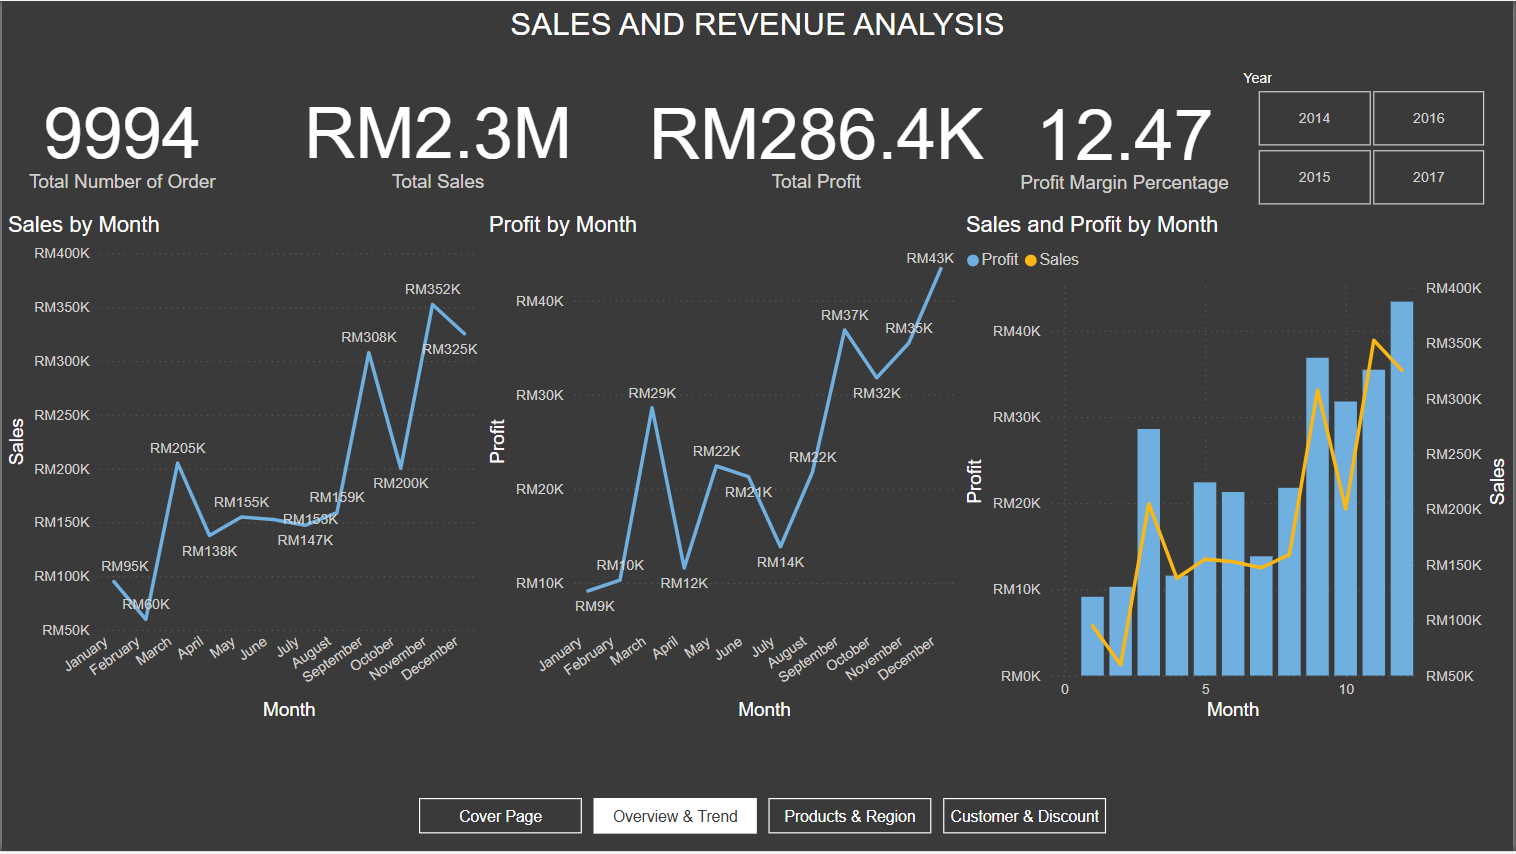 SALES AND REVENUE ANALYSIS
9994
Total Number of Order
RM2.3M
Total Sales
RM286.4K
Total Profit
12.47
Profit Margin Percentage
Year
2014
2016
2015
2017
Sales by Month
RM400K
RM350K
RM300K
RM250K
RM200K
RM150K
RM100K
RM50K
Sales
RM95K
RM60K
RM205K
RM138K
RM155K
RM153K
RM147K
RM159K
RM308K
RM200K
RM352K
RM325K
January
February
March
April
May
June
July
August
September
October
November
December
Month
Profit by Month
RM40K
RM30K
RM20K
RM10K
Profit
RM9K
RM10K
RM29K
RM12K
RM22K
RM21K
RM14K
RM22K
RM37K
RM32K
RM35K
RM43K
January
February
March
April
May
June
July
August
September
October
November
December
Month
Sales and Profit by Month
Profit Sales
RM40K
RM30K
RM20K
RM10K
RM0K
Profit
RM400K
RM350K
RM300K
RM250K
RM200K
RM150K
RM100K
RM50K
Sales
0
5
10
Month
Cover Page
Overview & Trend
Products & Region
Customer & Discount